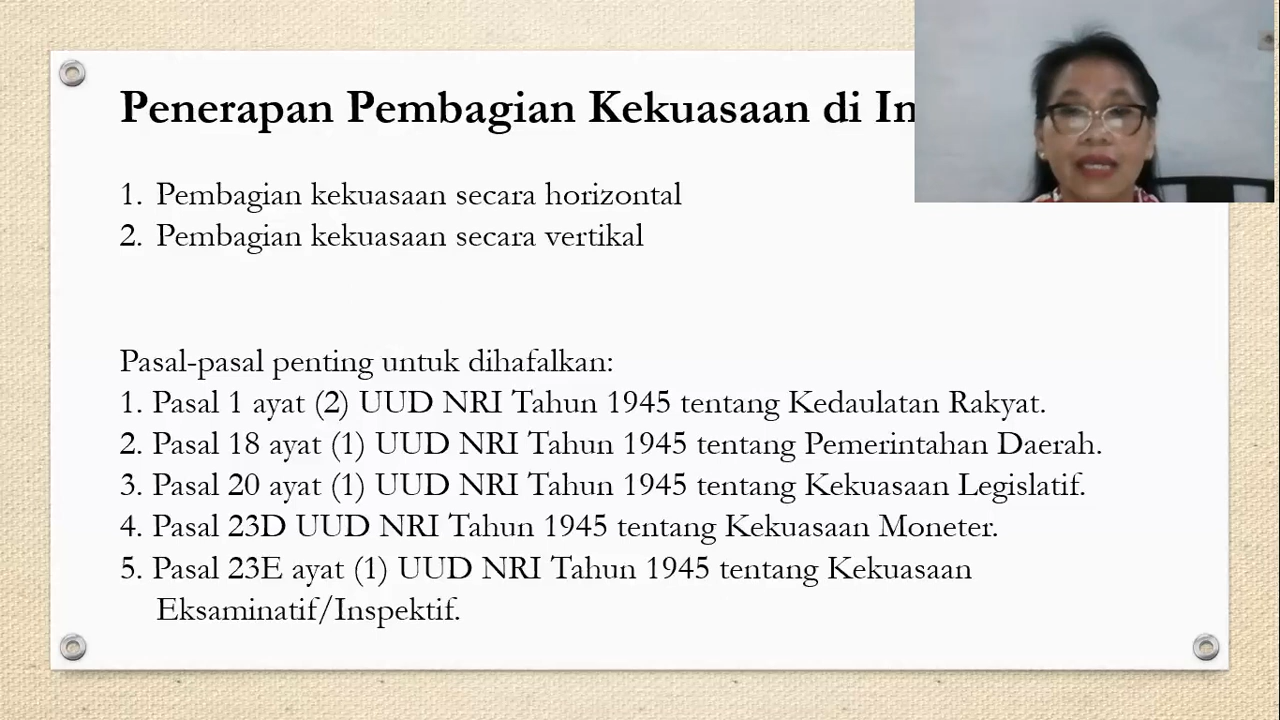 Penerapan Pembagian Kekuasaan di
1. Pembagian kekuasaan secara horizontal
2. Pembagian kekuasaan secara vertikal
Pasal-pasal penting untuk dihafalkan:
1. Pasal 1 ayat (2) UUD NRI Tahun 1945 tentang Kedaulatan Rakyat.
2. Pasal 18 ayat (1) UUD NRI Tahun 1945 tentang Pemerintahan Daerah.
3. Pasal 20 ayat (1) UUD NRI Tahun 1945 tentang Kekuasaan Legislatif.
4. Pasal 23D UUD NRI Tahun 1945 tentang Kekuasaan Moneter.
5. Pasal 23E ayat (1) UUD NRI Tahun 1945 tentang Kekuasaan
Eksaminatif/Inspektif.